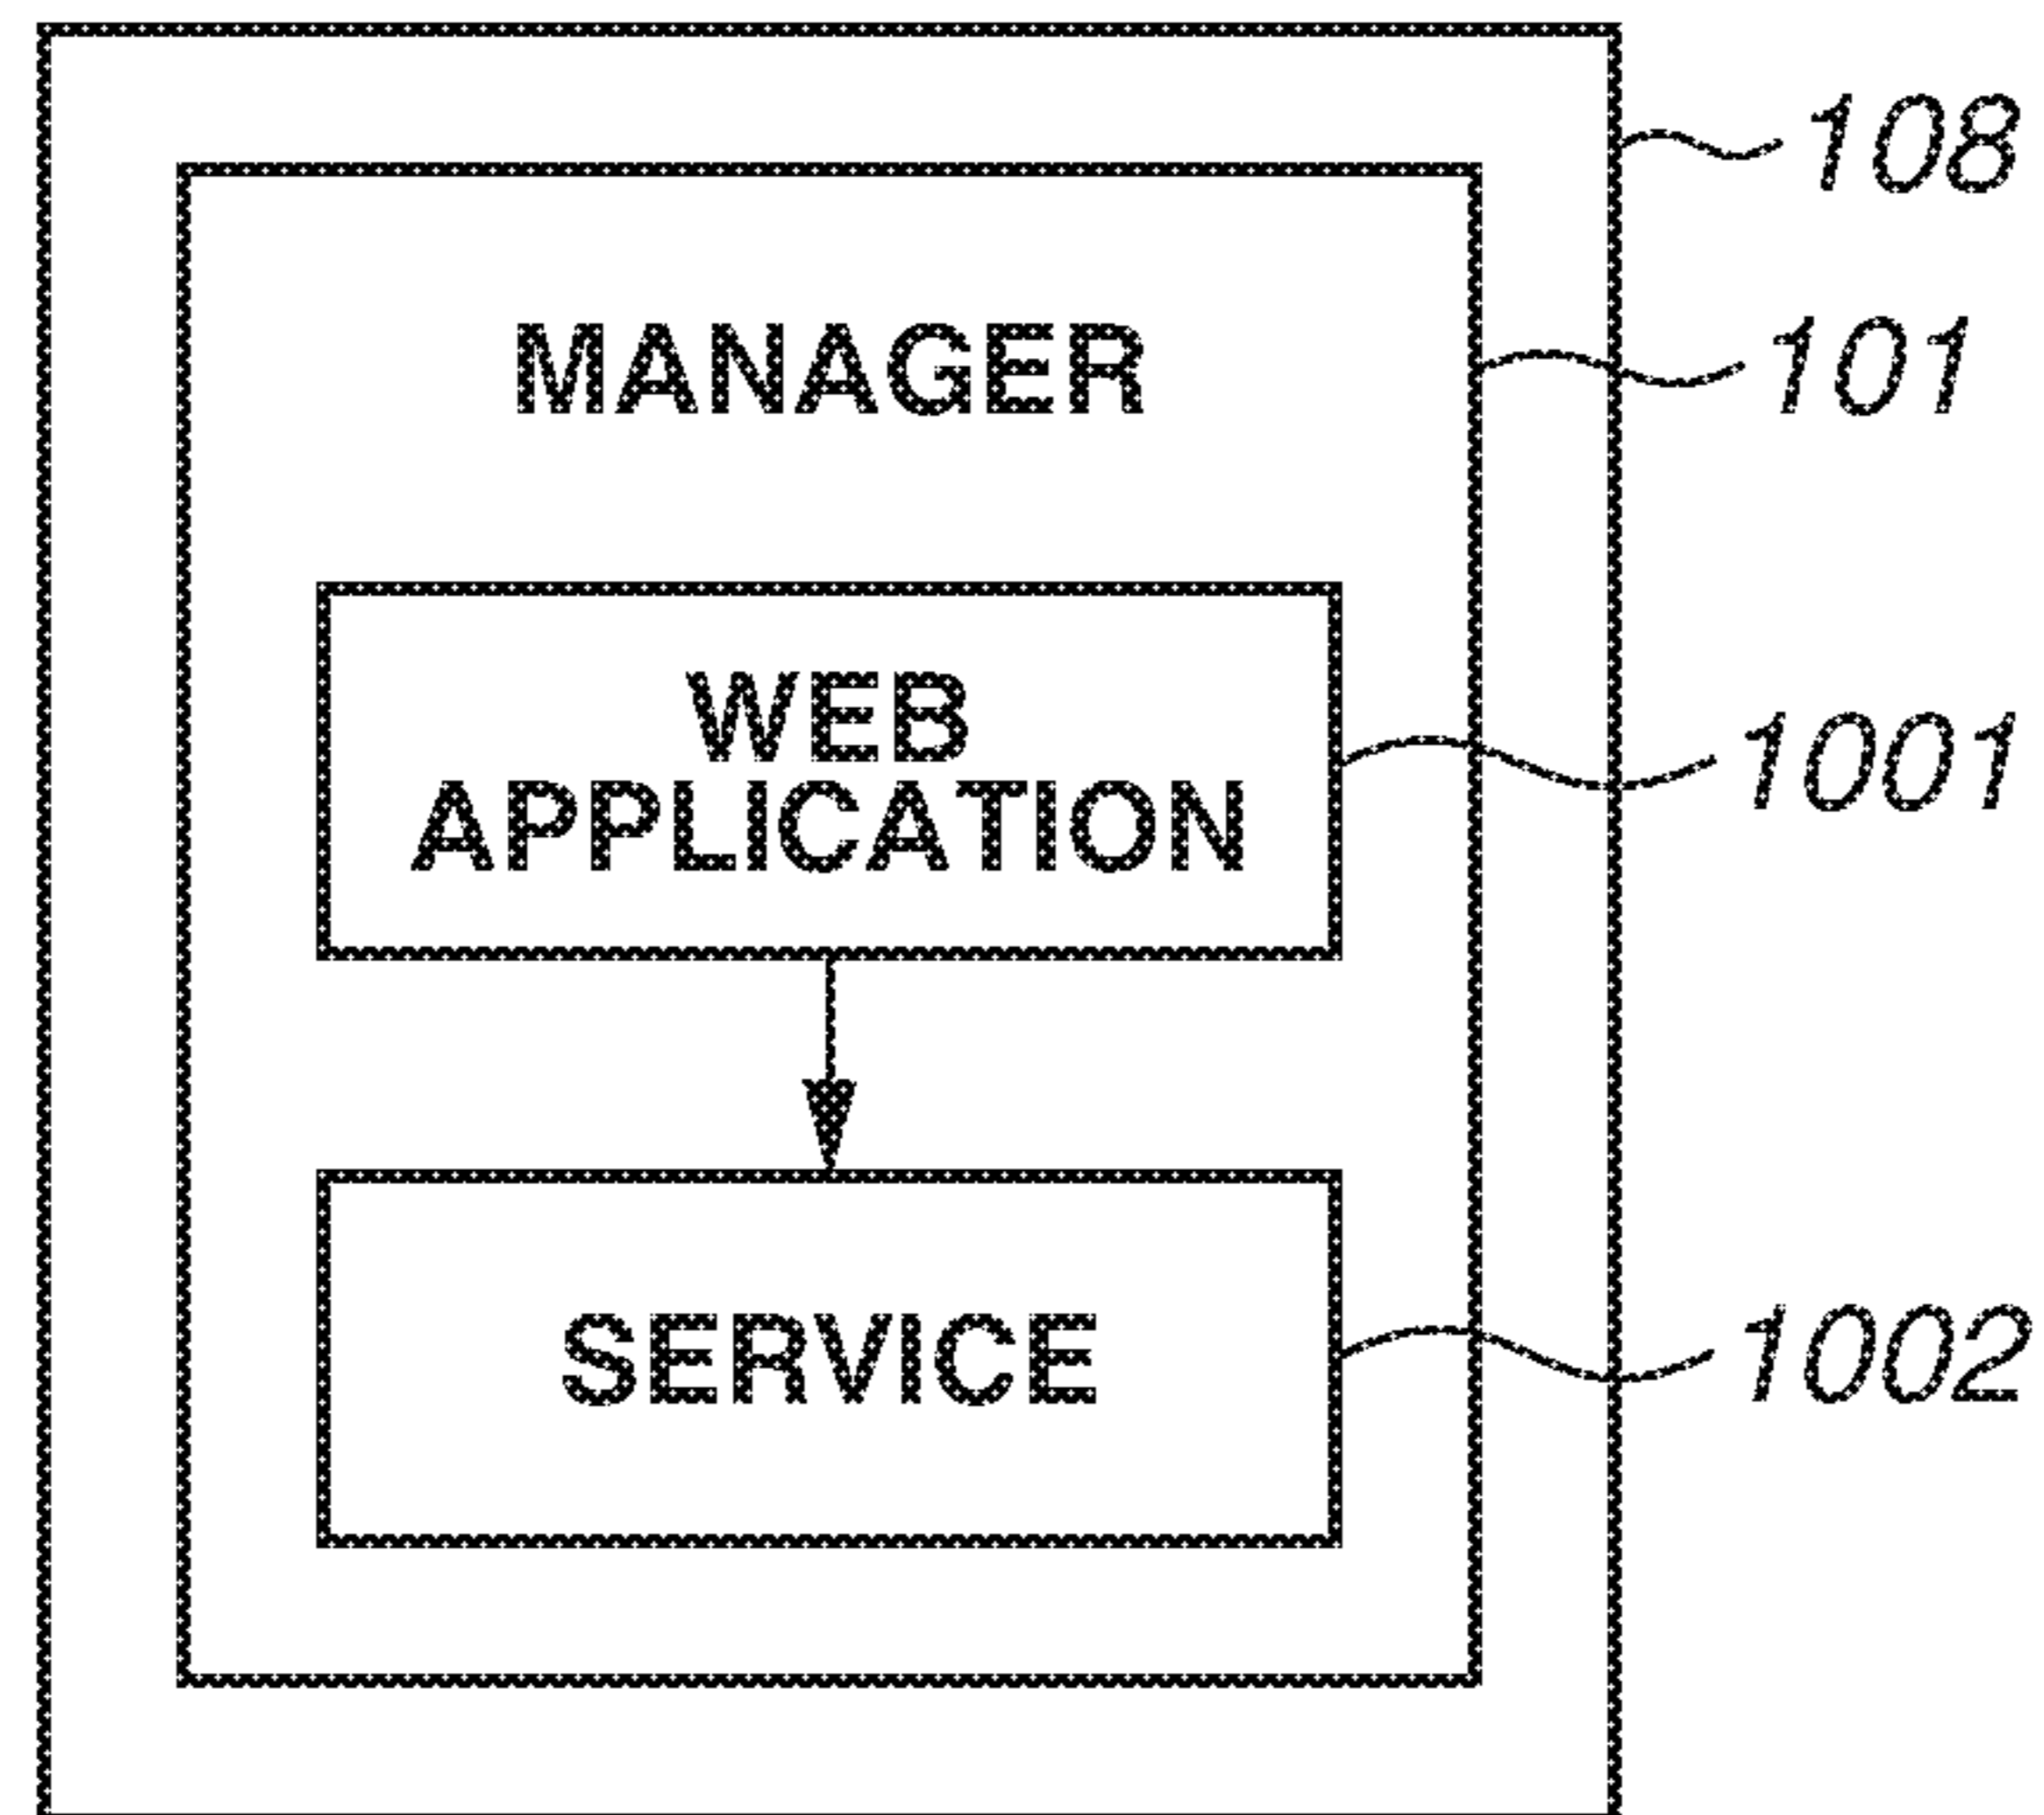 108
MANAGER
101
WEB
APPLICATION
1001
SERVICE
1002